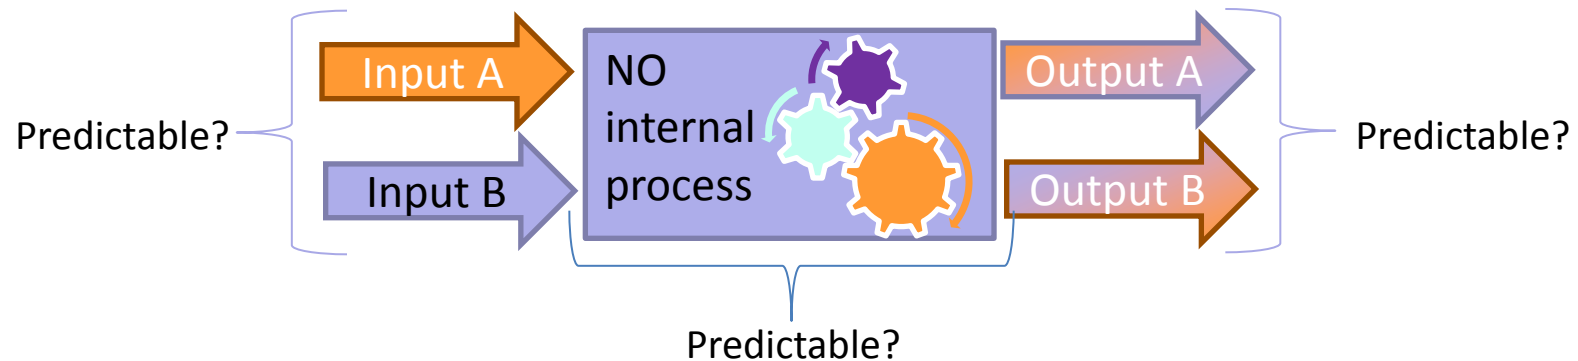 Predictable?
Input A
Input B
NO
internal
process
Output A
Output B
Predictable?
Predictable?